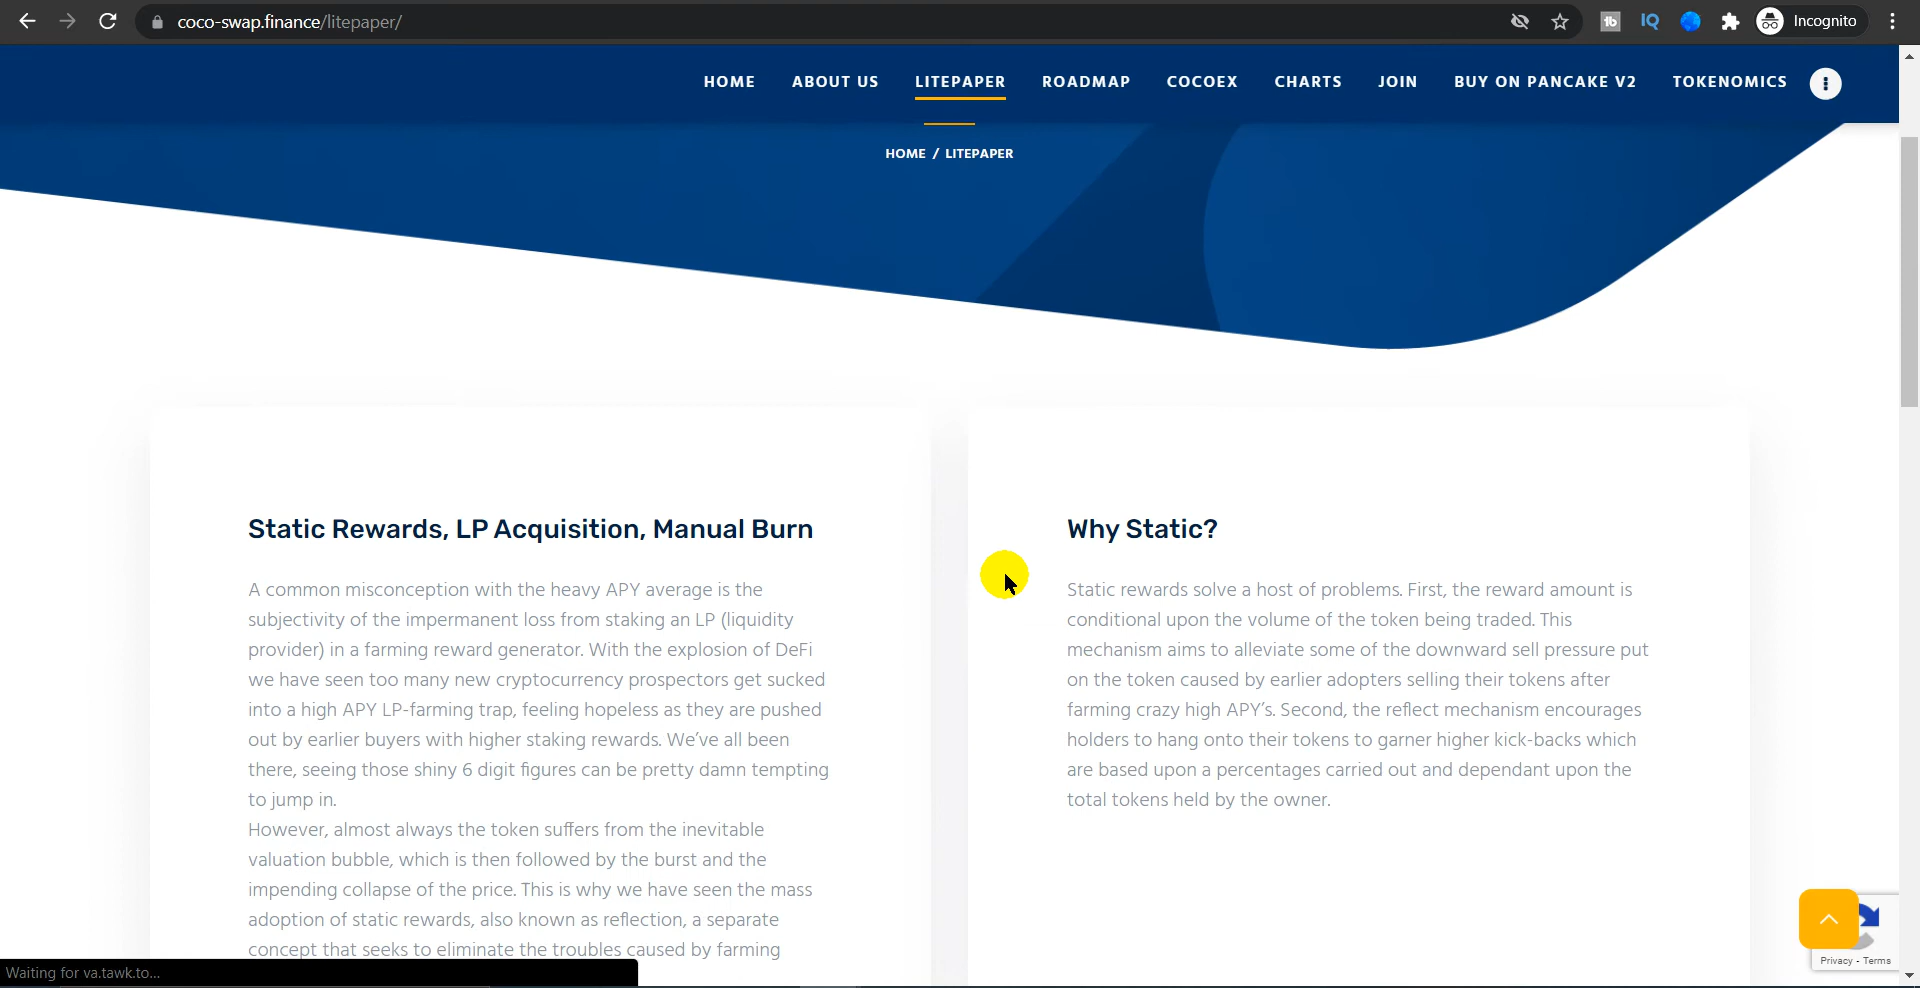 coco-swap.finance/litepaper/
tb
IQ
Incognito
HOME ABOUT US LITEPAPER ROADMAP COCOEX CHARTS JOIN BUY ON PANCAKE V2 TOKENOMICS
HOME / LITEPAPER
Static Rewards, LP Acquisition, Manual Burn
A common misconception with the heavy APY average is the
subjectivity of the impermanent loss from staking an LP (liquidity
provider) in a farming reward generator. With the explosion of DeFi
we have seen too many new cryptocurrency prospectors get sucked
into a high APY LP-farming trap, feeling hopeless as they are pushed
out by earlier buyers with higher staking rewards. We’ve all been
there, seeing those shiny 6 digit figures can be pretty damn tempting
to jump in.
However, almost always the token suffers from the inevitable
valuation bubble, which is then followed by the burst and the
impending collapse of the price. This is why we have seen the mass
adoption of static rewards, also known as reflection, a separate
concept that seeks to eliminate the troubles caused by farming
Why Static?
Static rewards solve a host of problems. First, the reward amount is
conditional upon the volume of the token being traded. This
mechanism aims to alleviate some of the downward sell pressure put
on the token caused by earlier adopters selling their tokens after
farming crazy high APY’s. Second, the reflect mechanism encourages
holders to hang onto their tokens to garner higher kick-backs which
are based upon a percentages carried out and dependant upon the
total tokens held by the owner.
Privacy - Terms
Waiting for va.tawk.to...